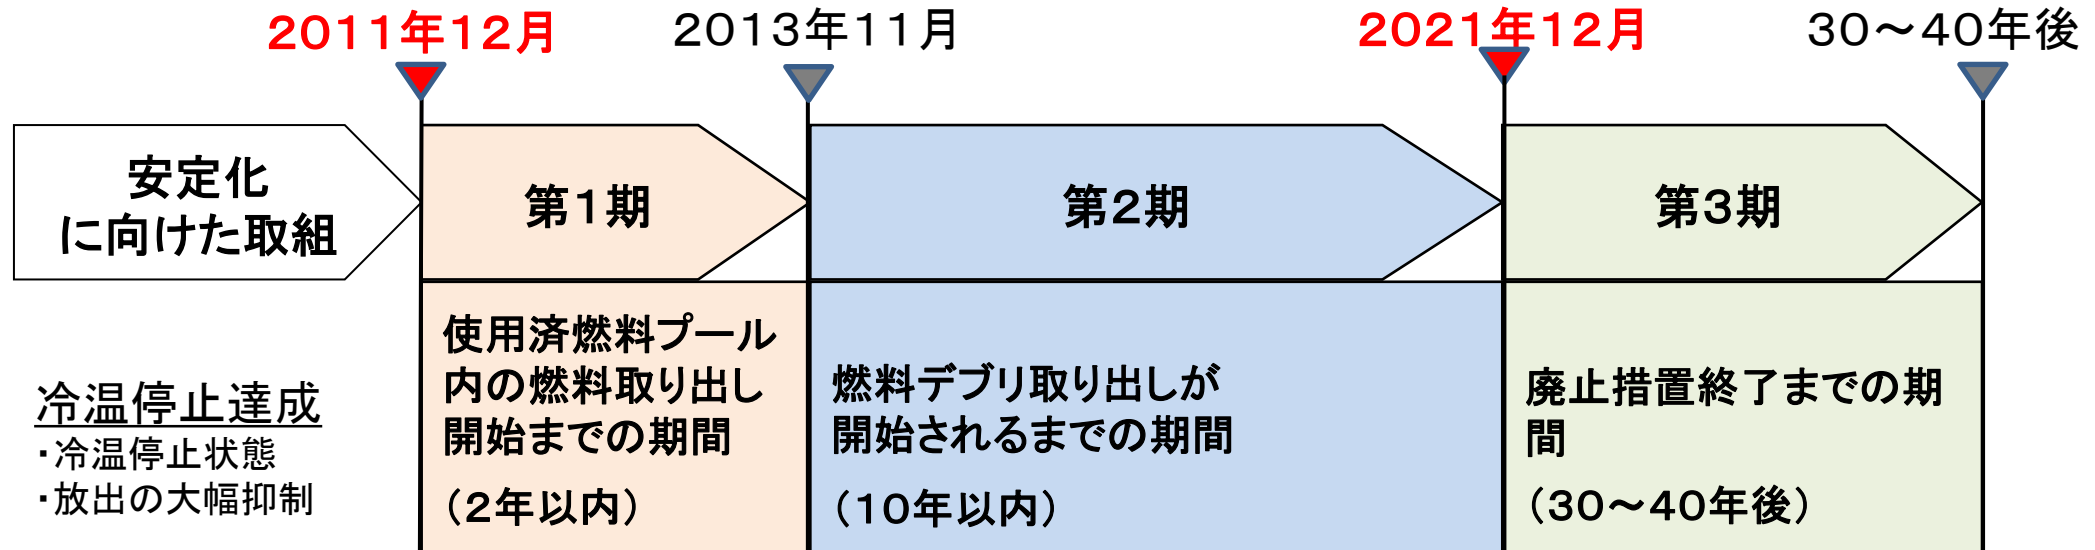 2011年12月
2013年11月
2021年12月
30～40年後
安定化
に向けた取組
第１期
第２期
第３期
冷温停止達成
・冷温停止状態
・放出の大幅抑制
使用済燃料プール
内の燃料取り出し
開始までの期間
（2年以内）
燃料デブリ取り出しが
開始されるまでの期間
（10年以内）
廃止措置終了までの期
間
（30～40年後）